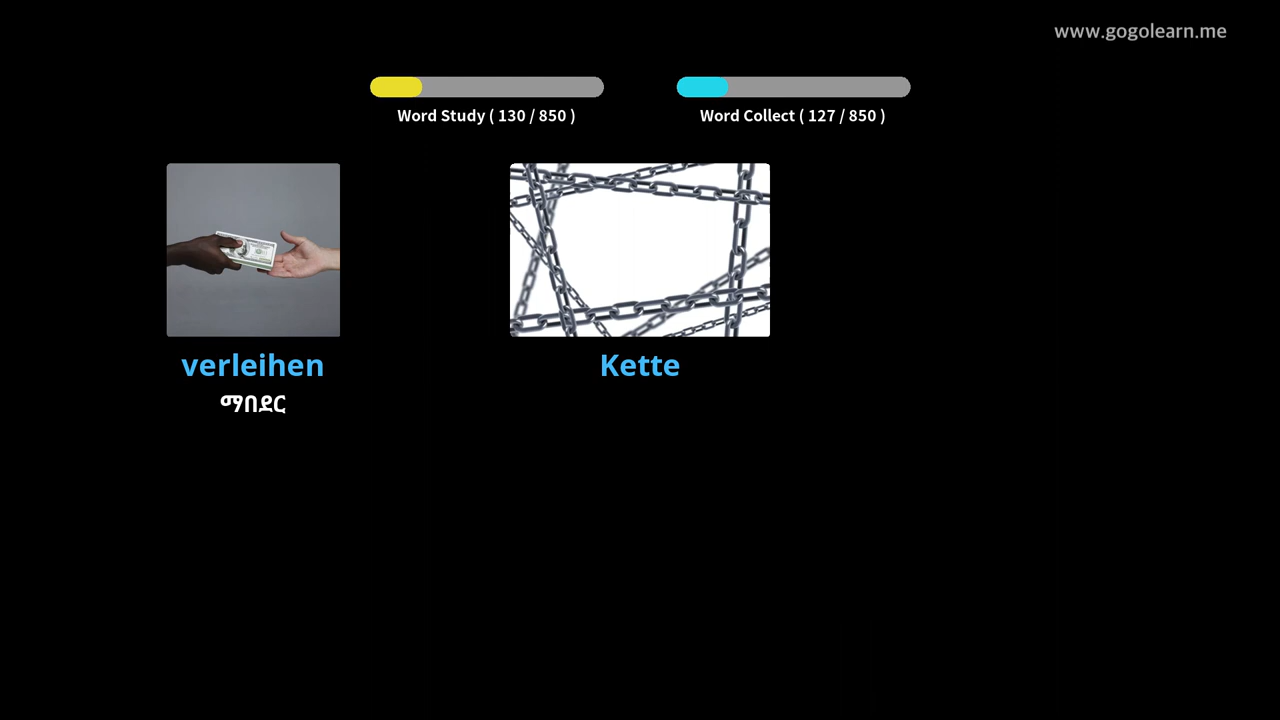 www.gogolearn.me
Word Study ( 130 / 850 )
Word Collect ( 127 / 850 )
verleihen
ማበደር
Kette